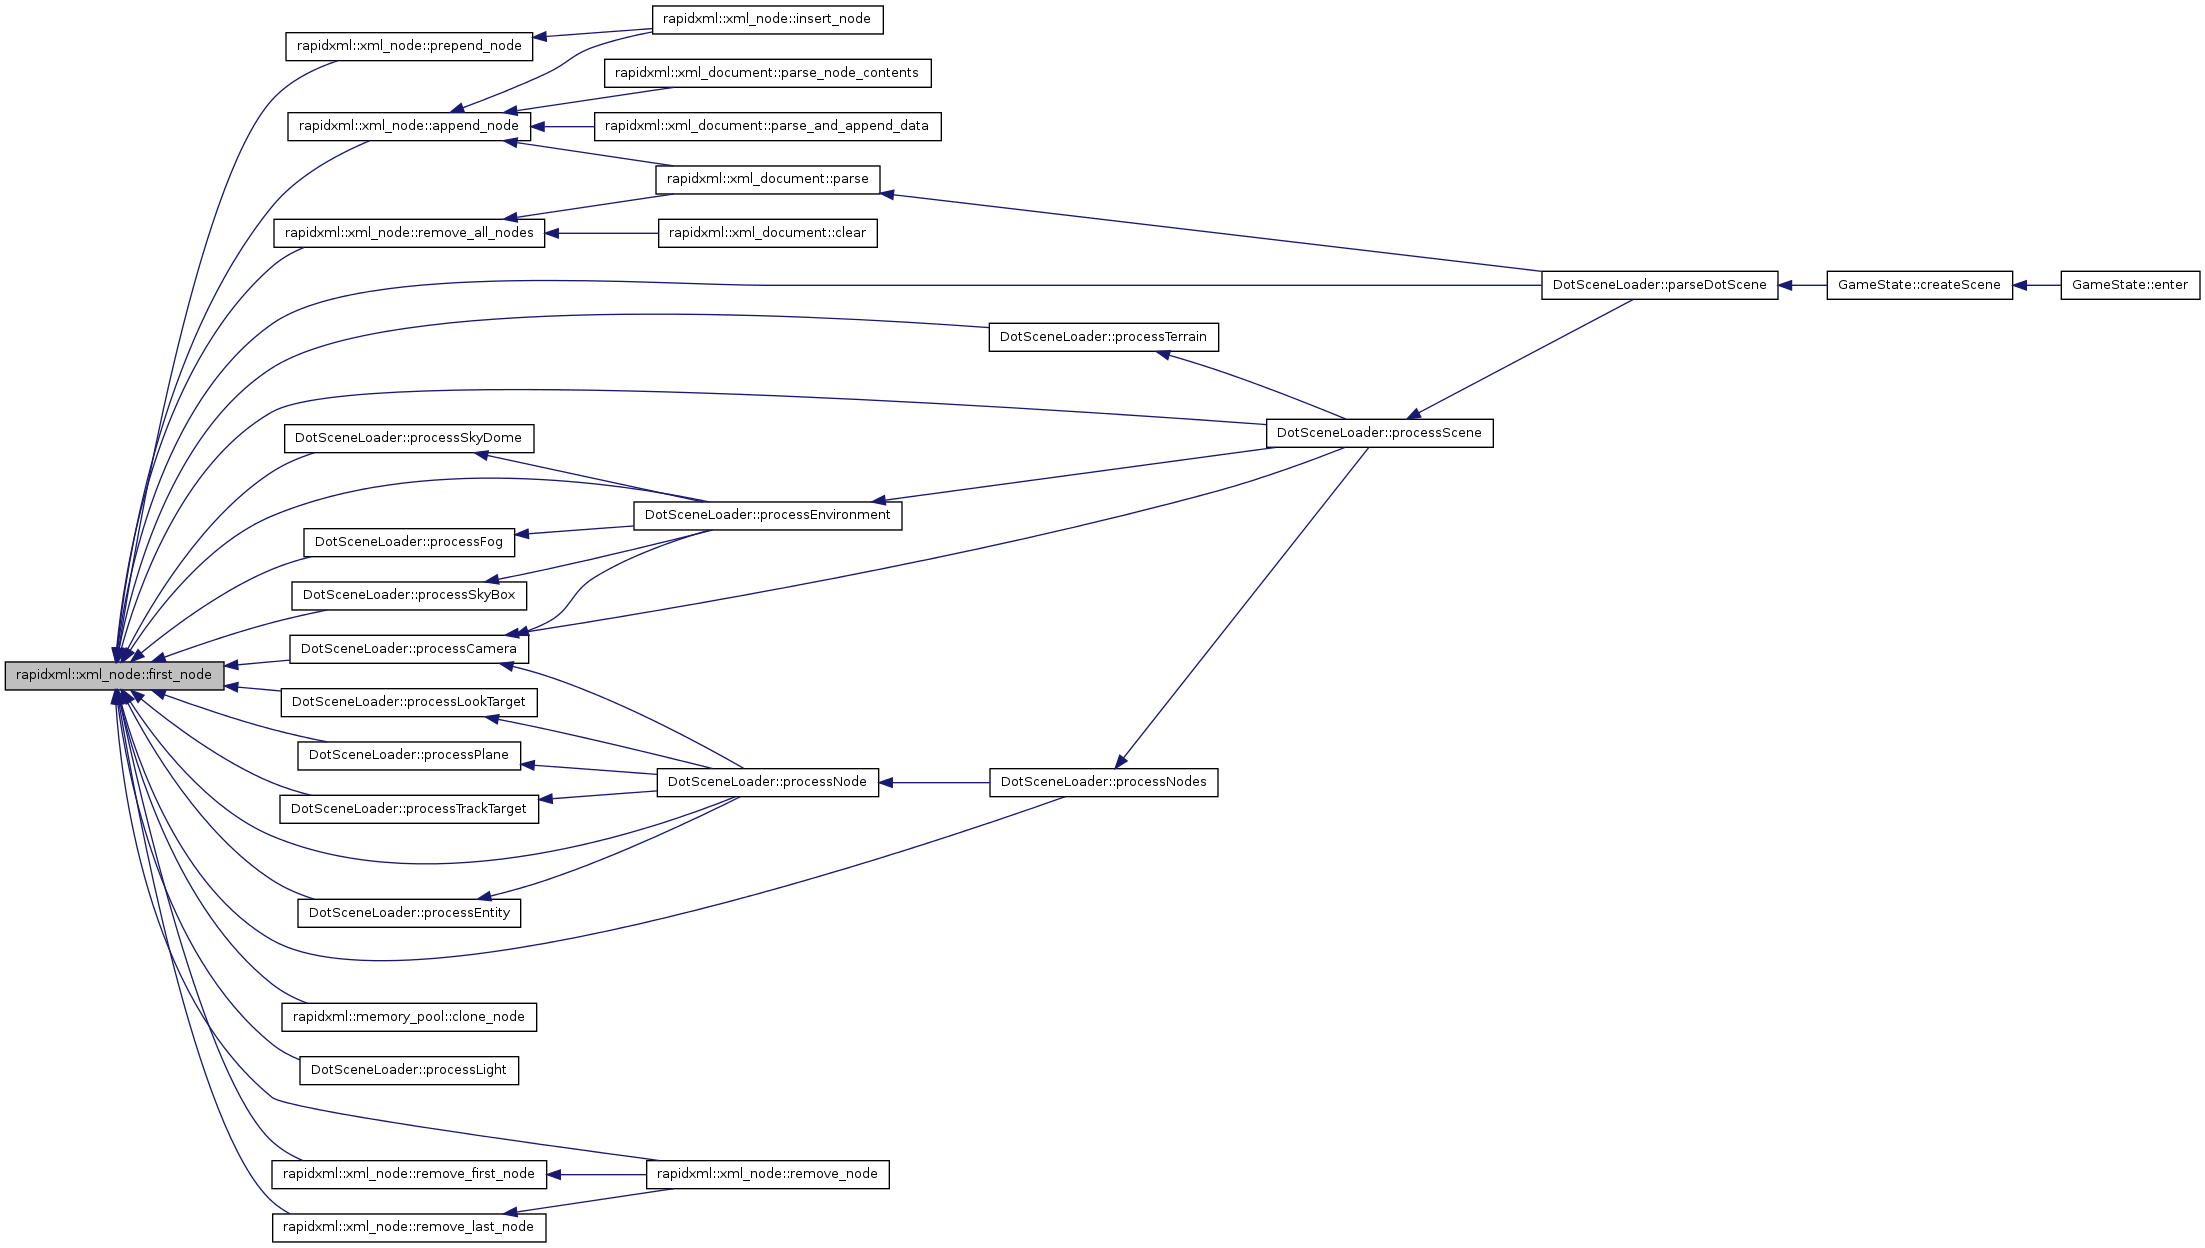 rapidxml::xml_node::insert_node
rapidxml::xml_node::prepend_node
rapidxml::xml_document::parse_node_contents
rapidxml::xml_node::append_node
rapidxml::xml_document::parse_and_append_data
rapidxml::xml_document::parse
rapidxml::xml_node::remove_all_nodes
rapidxml::xml_document::clear
DotSceneLoader::parseDotScene
GameState::createScene
GameState::enter
DotSceneLoader::processTerrain
DotSceneLoader::processScene
DotSceneLoader::processSkyDome
DotSceneLoader::processEnvironment
DotSceneLoader::processFog
DotSceneLoader::processSkyBox
DotSceneLoader::processCamera
rapidxml::xml_node::first_node
DotSceneLoader::processLookTarget
DotSceneLoader::processPlane
DotSceneLoader::processNode
DotSceneLoader::processNodes
DotSceneLoader::processTrackTarget
DotSceneLoader::processEntity
rapidxml::memory_pool::clone_node
DotSceneLoader::processLight
rapidxml::xml_node::remove_first_node
rapidxml::xml_node::remove_node
rapidxml::xml_node::remove_last_node